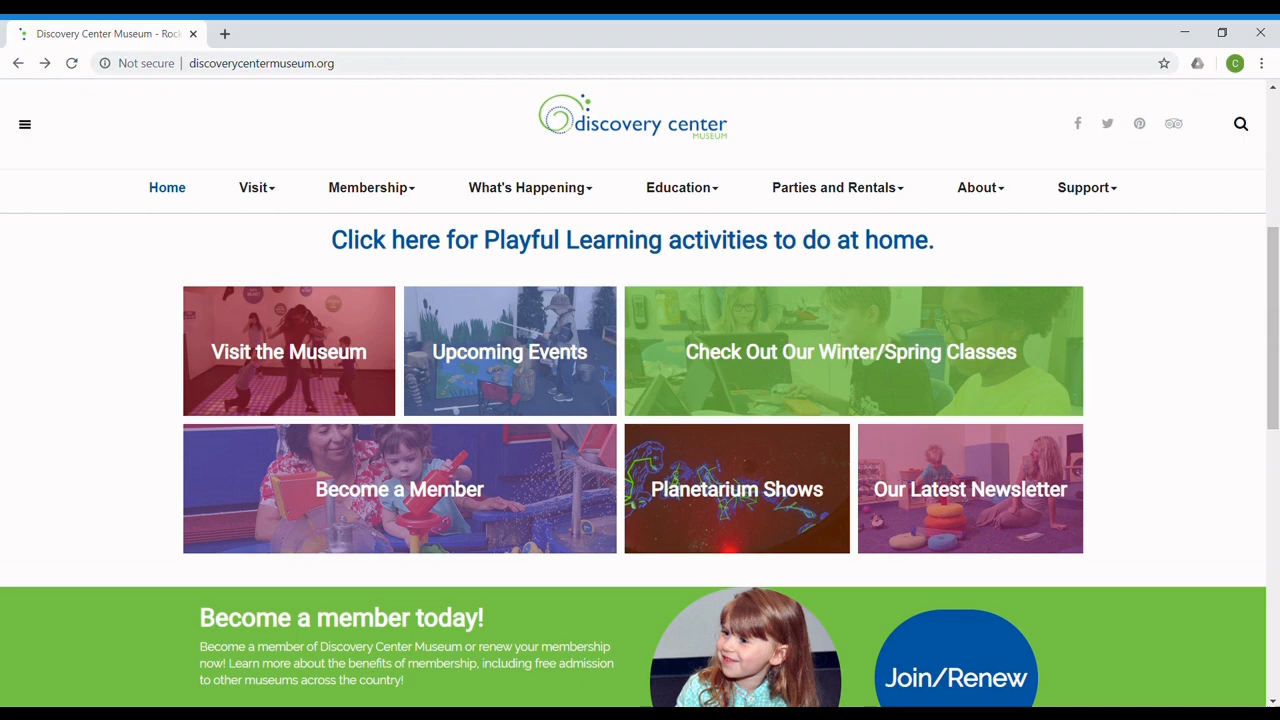 Discovery Center Museum - Rock
Not secure | discoverycentermuseum.org
C
discovery center
MUSEUM
Home Visit Membership What's Happening Education Parties and Rentals About Support
Click here for Playful Learning activities to do at home.
Visit the Museum
Upcoming Events
Check Out Our Winter/Spring Classes
Become a Member
Planetarium Shows
Our Latest Newsletter
Become a member today!
Become a member of Discovery Center Museum or renew your membership
now! Learn more about the benefits of membership, including free admission
to other museums across the country!
Join/Renew